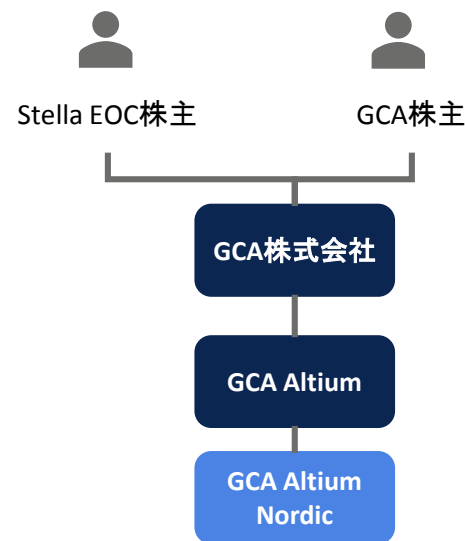 Stella EOC株主
GCA株主
GCA株式会社
GCA Altium
GCA Altium
Nordic